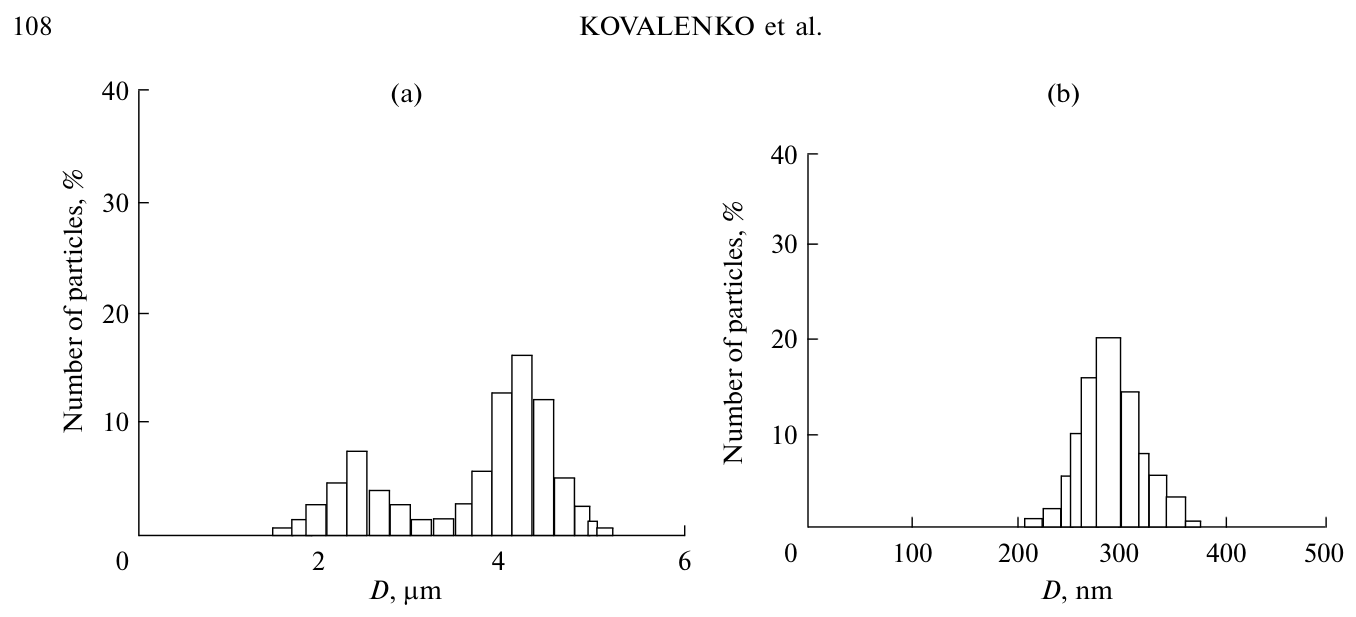 108
KOVALENKO et al.
(a)
40
30
20
10
0
2
4
6
Number of particles, %
D, μm
(b)
40
30
20
10
0
100
200
300
400
500
Number of particles, %
D, nm